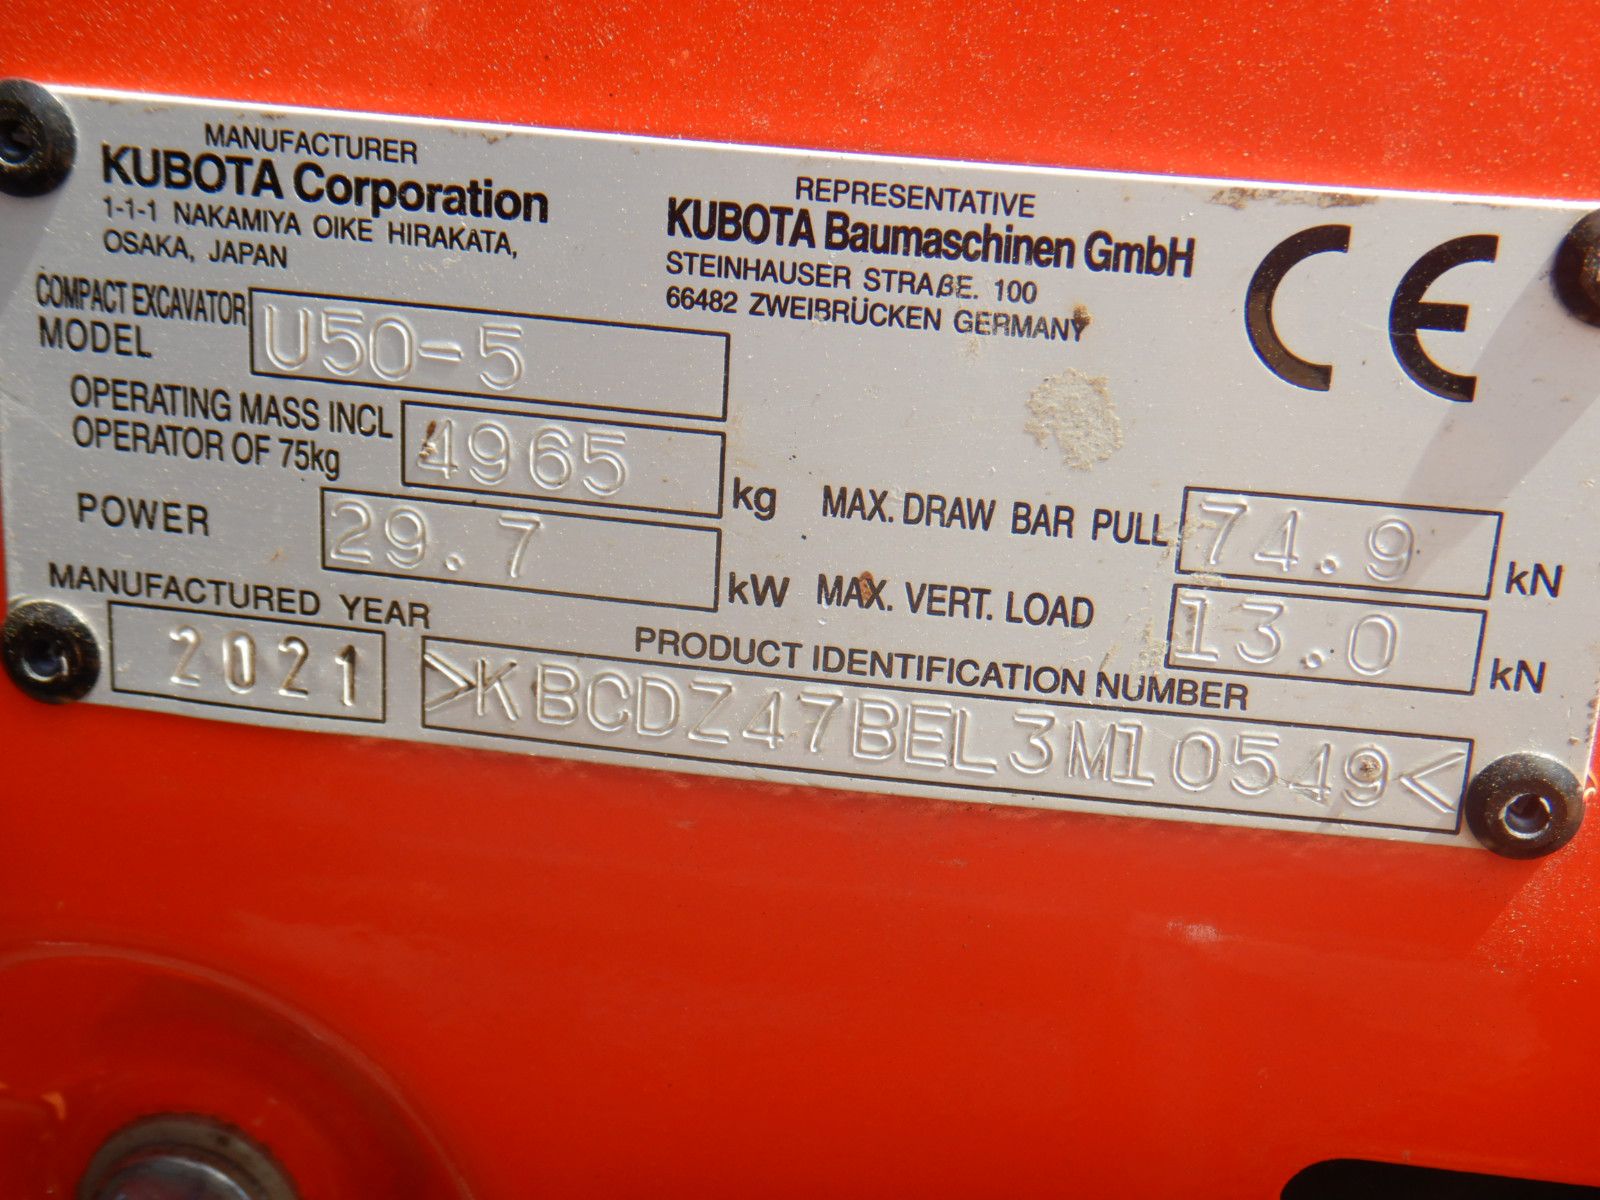 MANUFACTURER
KUBOTA Corporation
1-1-1 NAKAMIYA OIKE HIRAKATA,
OSAKA, JAPAN
REPRESENTATIVE
KUBOTA Baumaschinen GmbH
STEINHAUSER STRAßE. 100
66482 ZWEIBRÜCKEN GERMANY
CE
COMPACT EXCAVATOR
MODEL U50-5
OPERATING MASS INCL
OPERATOR OF 75kg 4965 kg
POWER 29.7 kW
MAX. DRAW BAR PULL 74.9 kN
MAX. VERT. LOAD 13.0 kN
MANUFACTURED YEAR
2021
PRODUCT IDENTIFICATION NUMBER
>KBCDZ47BEL3M10549<